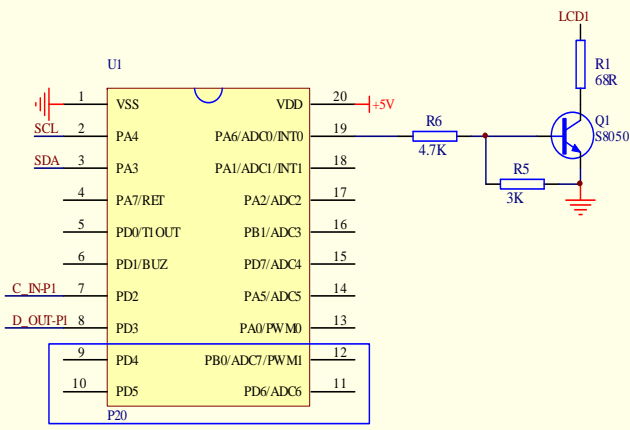 LCD1
U1
R1
68R
1 VSS VDD 20 +5V
SCL 2 PA4 PA6/ADC0/INT0 19 R6 4.7K Q1 S8050
SDA 3 PA3 PA1/ADC1/INT1 18 R5 3K
4 PA7/RET PA2/ADC2 17
5 PD0/T1OUT PB1/ADC3 16
6 PD1/BUZ PD7/ADC4 15
C_IN-P1 7 PD2 PA5/ADC5 14
D_OUT-P1 8 PD3 PA0/PWM0 13
9 PD4 PB0/ADC7/PWM1 12
10 PD5 PD6/ADC6 11
P20